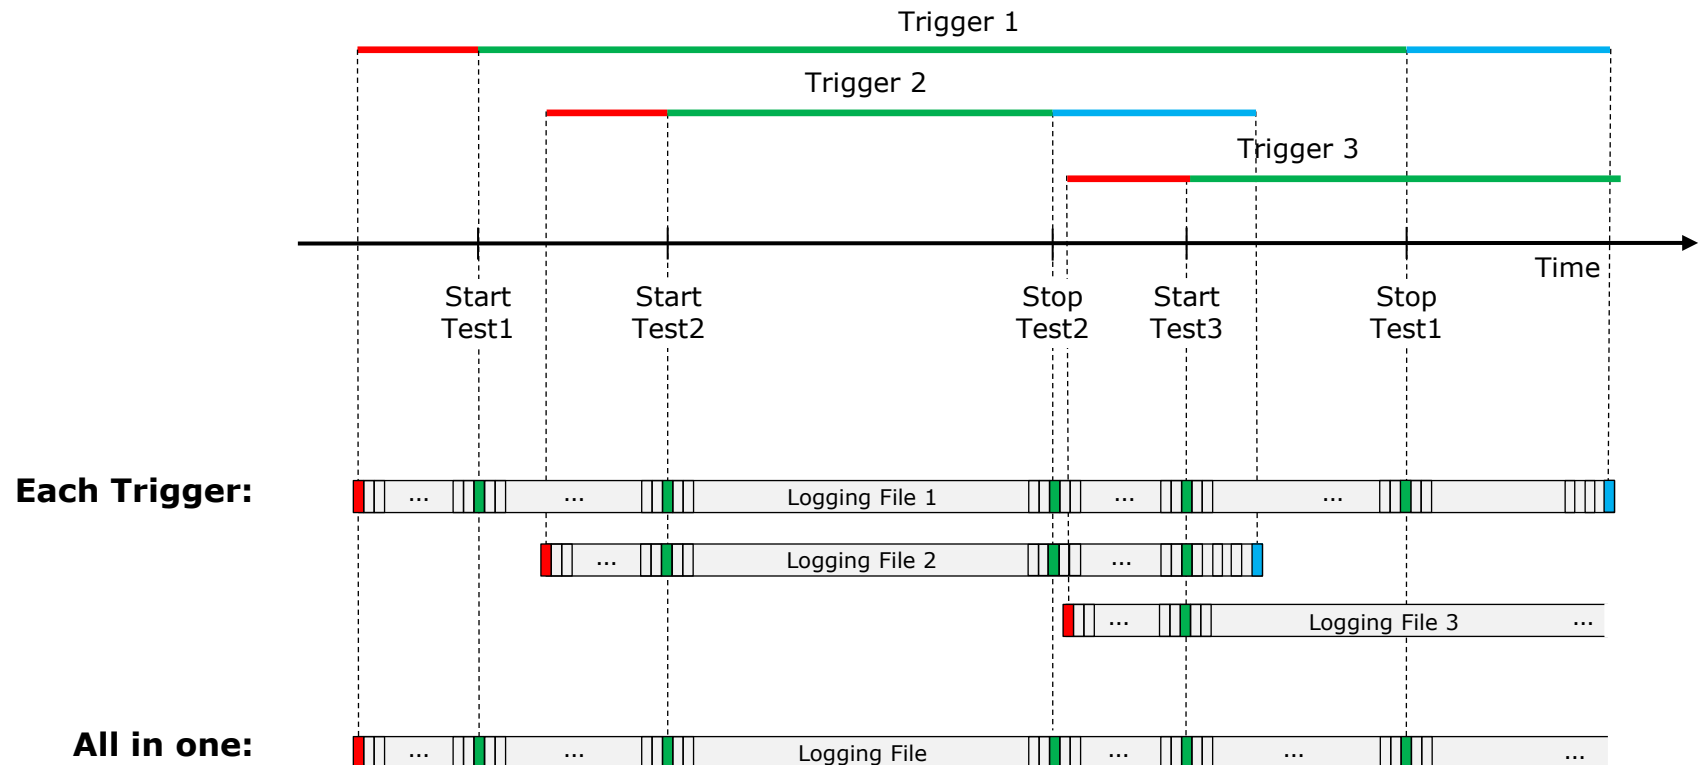 Trigger 1
Trigger 2
Trigger 3
Time
Start Test1
Start Test2
Stop Test2
Start Test3
Stop Test1
Each Trigger:
... ... Logging File 1 ... ...
... Logging File 2 ...
... Logging File 3 ...
All in one:
... ... Logging File ... ... ...